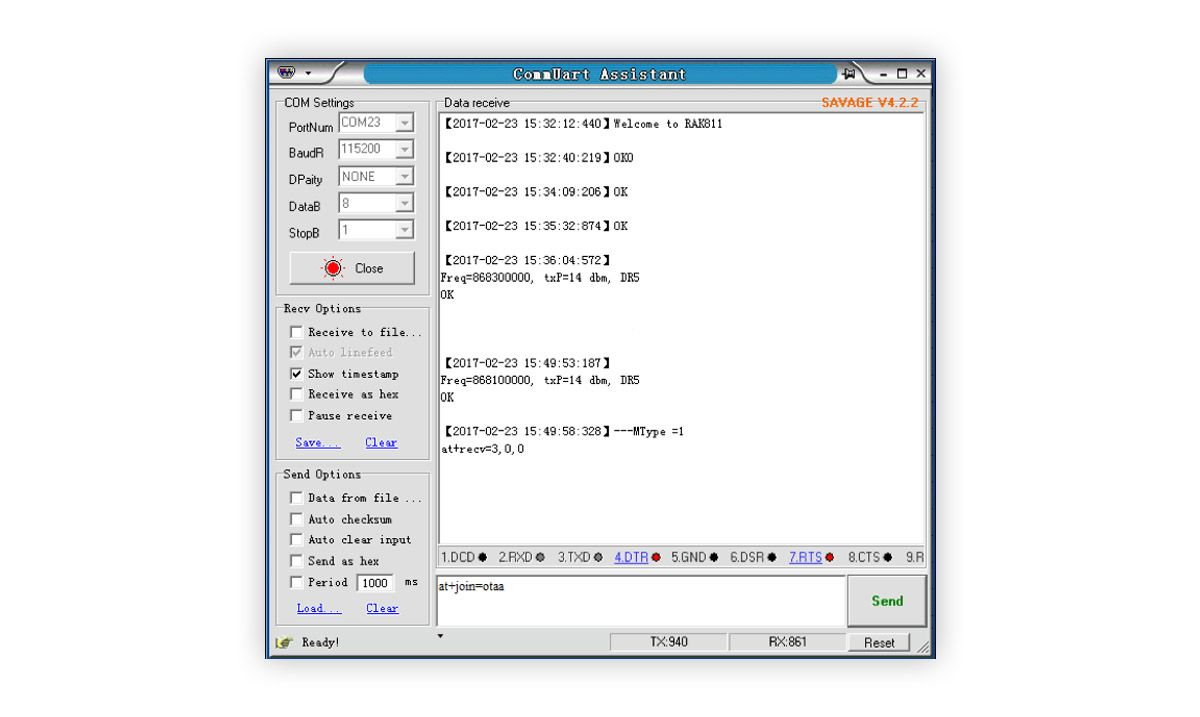 CommUart Assistant
COM Settings
PortNum COM23
BaudR 115200
DPaity NONE
DataB 8
StopB 1
Close
Recv Options
Receive to file...
Auto linefeed
Show timestamp
Receive as hex
Pause receive
Save... Clear
Send Options
Data from file ...
Auto checksum
Auto clear input
Send as hex
Period 1000 ms
Load... Clear
Data receive SAVAGE V4.2.2
【2017-02-23 15:32:12:440】Welcome to RAK811
【2017-02-23 15:32:40:219】OK0
【2017-02-23 15:34:09:206】OK
【2017-02-23 15:35:32:874】OK
【2017-02-23 15:36:04:572】
Freq=868300000, txP=14 dbm, DR5
OK
【2017-02-23 15:49:53:187】
Freq=868100000, txP=14 dbm, DR5
OK
【2017-02-23 15:49:58:328】---MType =1
at+recv=3,0,0
1.DCD 2.RXD 3.TXD 4.DTR 5.GND 6.DSR 7.RTS 8.CTS 9.R
at+join=otaa
Send
Ready! TX:940 RX:861 Reset